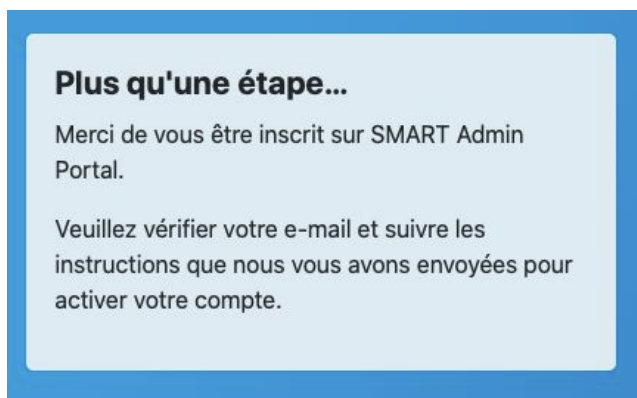 Plus qu'une étape...
Merci de vous être inscrit sur SMART Admin
Portal.
Veuillez vérifier votre e-mail et suivre les
instructions que nous vous avons envoyées pour
activer votre compte.